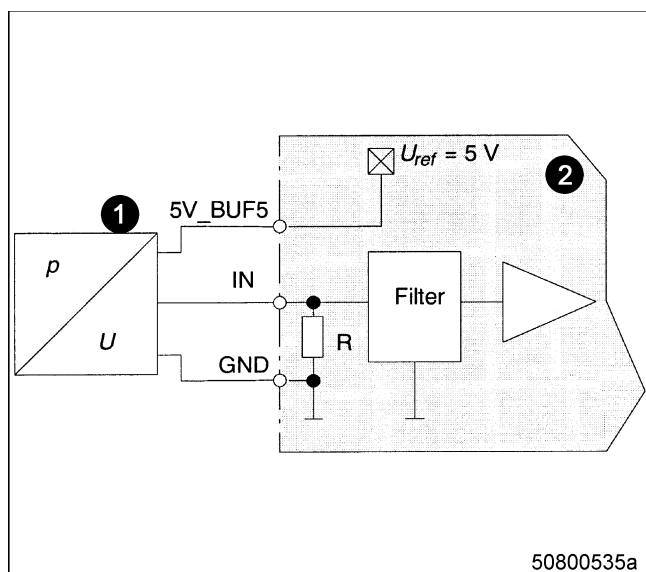 U_ref = 5 V
2
1
5V_BUF5
p
IN
Filter
U
R
GND
50800535a